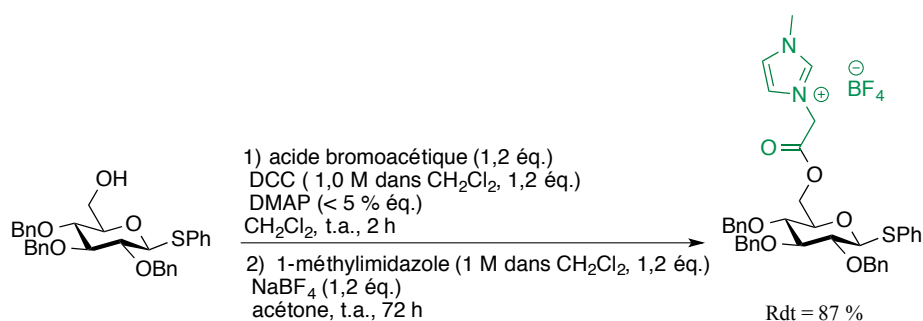 N
N
⊕
⊖
BF4
O
O
OH
O
BnO
BnO
SPh
OBn
1) acide bromoacétique (1,2 éq.)
DCC ( 1,0 M dans CH2Cl2, 1,2 éq.)
DMAP (< 5 % éq.)
CH2Cl2, t.a., 2 h
2) 1-méthylimidazole (1 M dans CH2Cl2, 1,2 éq.)
NaBF4 (1,2 éq.)
acétone, t.a., 72 h
O
BnO
BnO
SPh
OBn
Rdt = 87 %